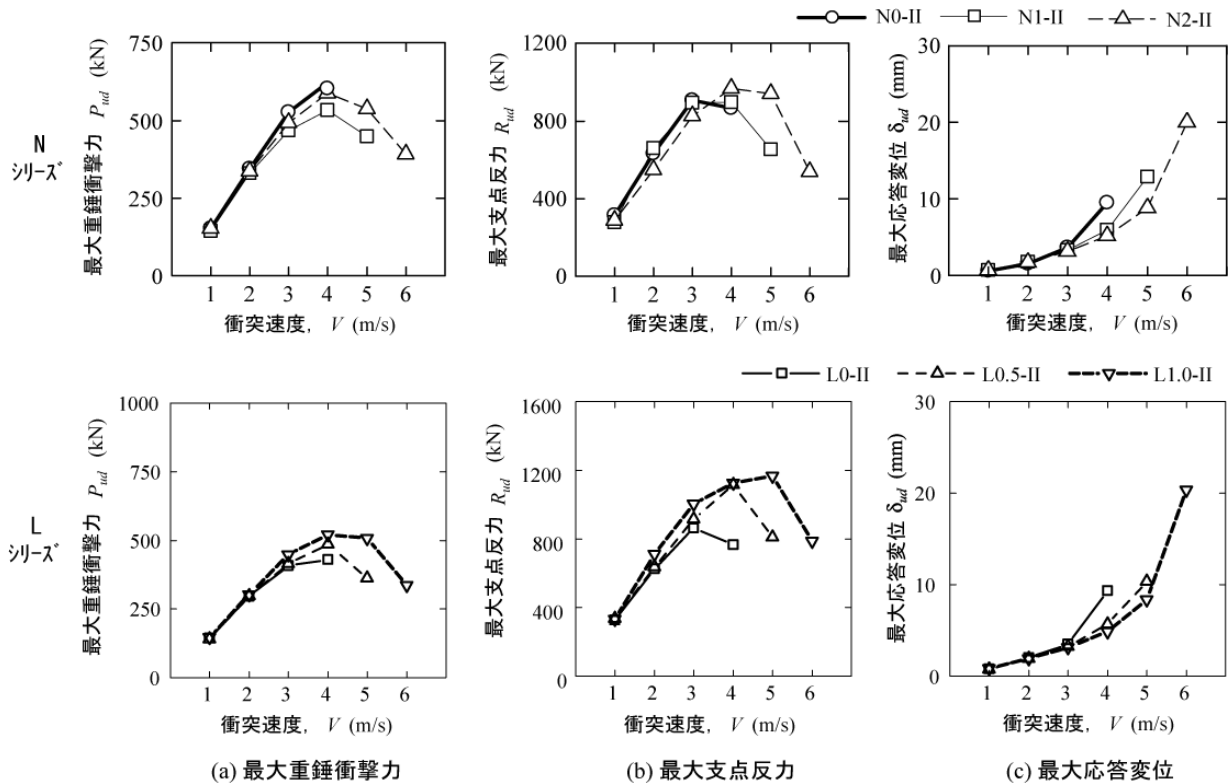 N0-II N1-II N2-II
N
シリーズ
最大重錘衝撃力 Pud (kN)
750
500
250
0
1 2 3 4 5 6
衝突速度, V (m/s)
最大支点反力 Rud (kN)
1200
800
400
0
1 2 3 4 5 6
衝突速度, V (m/s)
最大応答変位 δud (mm)
30
20
10
0
1 2 3 4 5 6
衝突速度, V (m/s)
L0-II L0.5-II L1.0-II
L
シリーズ
最大重錘衝撃力 Pud (kN)
1000
750
500
250
0
1 2 3 4 5 6
衝突速度, V (m/s)
最大支点反力 Rud (kN)
1600
1200
800
400
0
1 2 3 4 5 6
衝突速度, V (m/s)
最大応答変位 δud (mm)
30
20
10
0
1 2 3 4 5 6
衝突速度, V (m/s)
(a) 最大重錘衝撃力
(b) 最大支点反力
(c) 最大応答変位